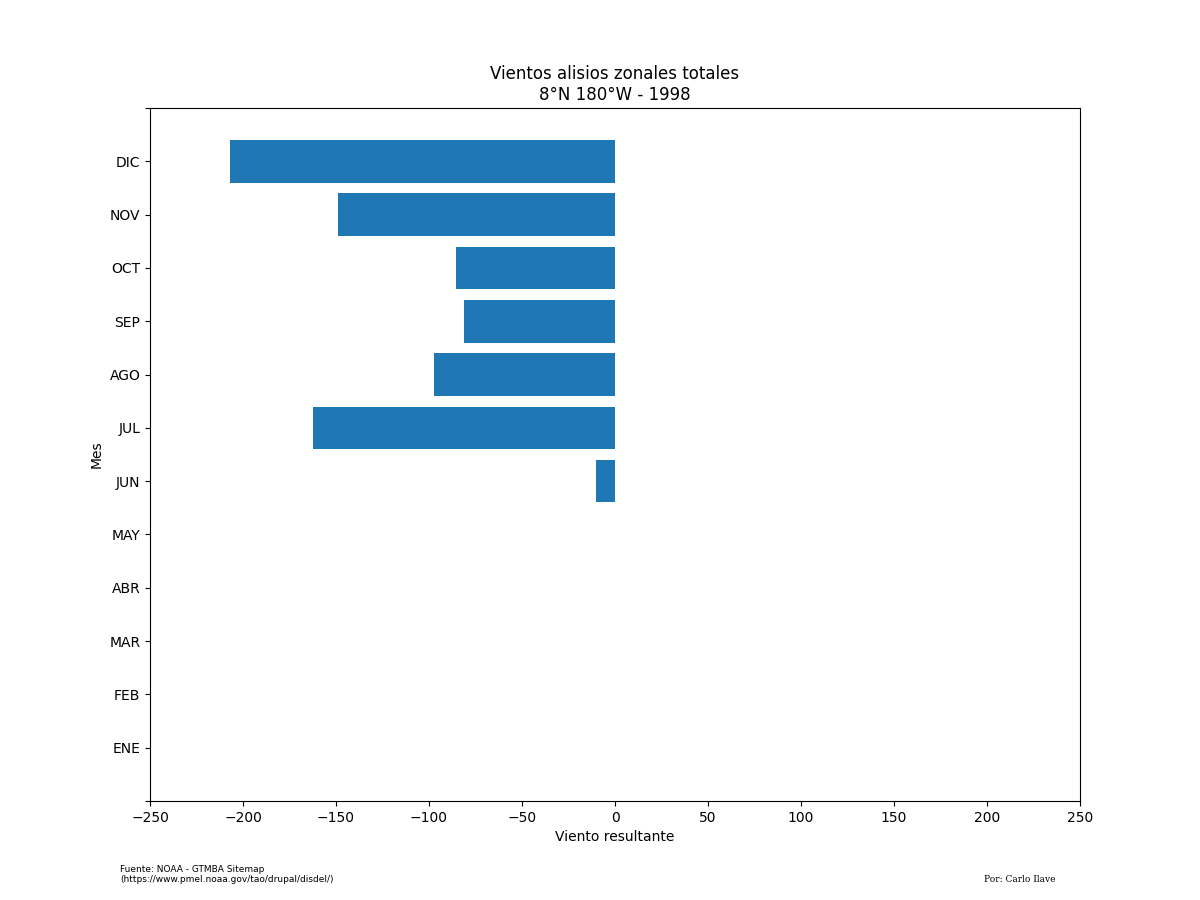 Vientos alisios zonales totales
8°N 180°W - 1998
DIC
NOV
OCT
SEP
AGO
JUL
JUN
MAY
ABR
MAR
FEB
ENE
Mes
−250 −200 −150 −100 −50 0 50 100 150 200 250
Viento resultante
Fuente: NOAA - GTMBA Sitemap
(https://www.pmel.noaa.gov/tao/drupal/disdel/)
Por: Carlo Ilave